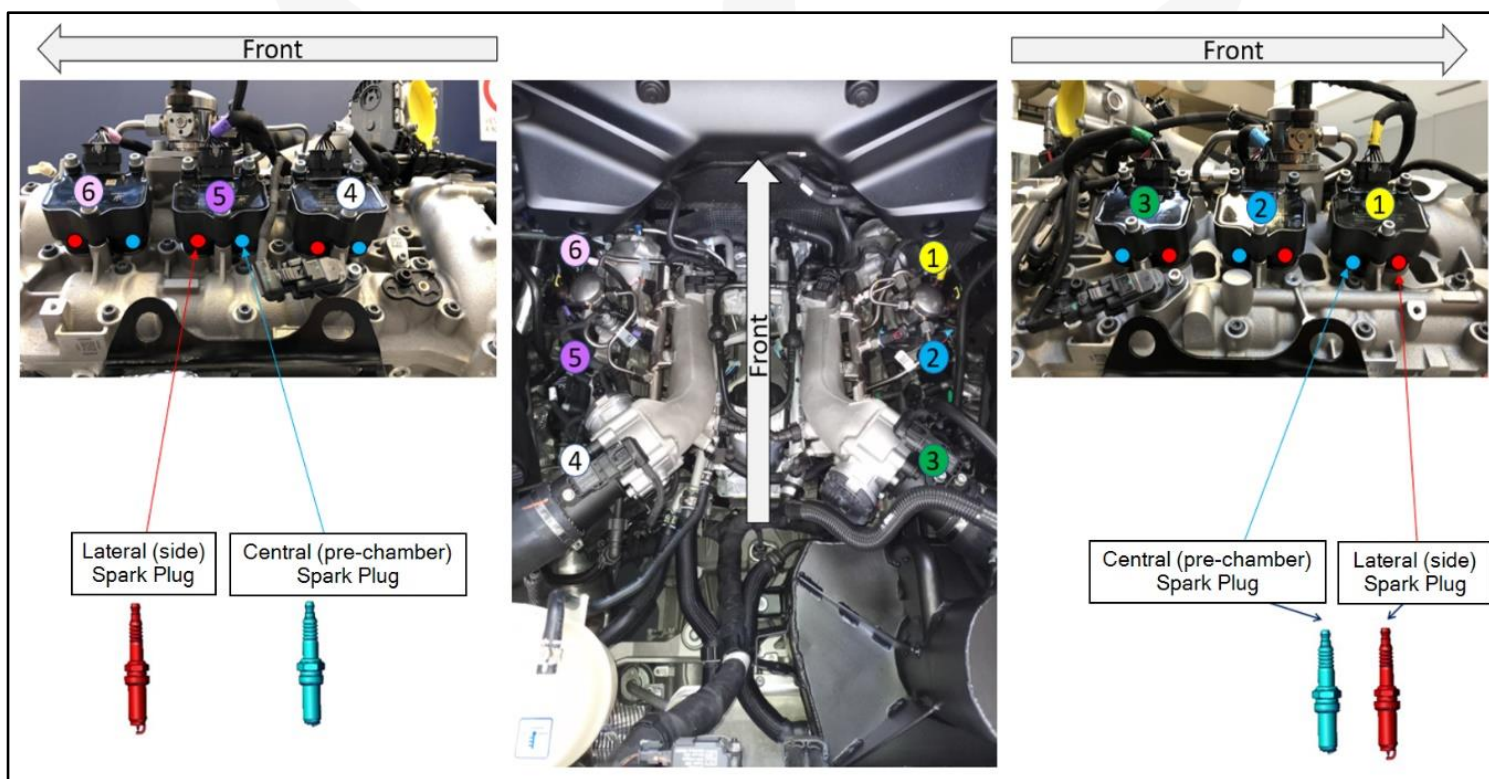 Front
Front
6
5
4
6
1
3
2
1
5
Front
2
4
3
Lateral (side)
Spark Plug
Central (pre-chamber)
Spark Plug
Central (pre-chamber)
Spark Plug
Lateral (side)
Spark Plug